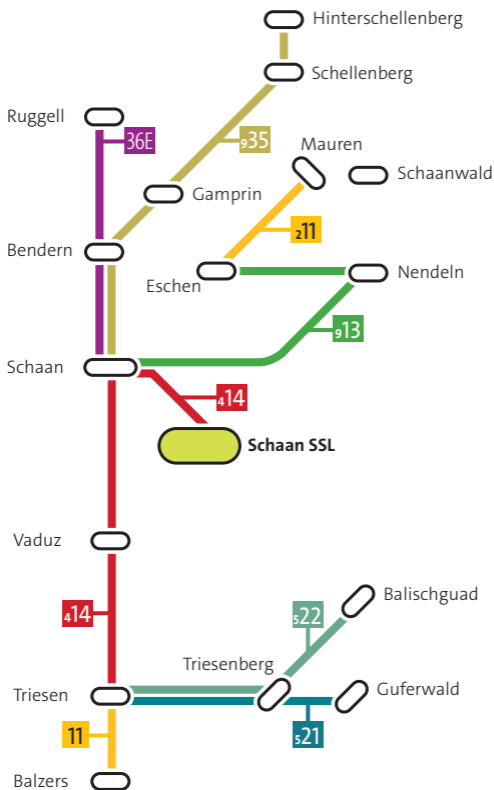 Hinterschellenberg
Schellenberg
Ruggell
36E
935
Mauren
Schaanwald
Gamprin
211
Bendern
Eschen
Nendeln
913
Schaan
414
Schaan SSL
Vaduz
Balischguad
414
522
Triesenberg
Guferwald
Triesen
11
521
Balzers